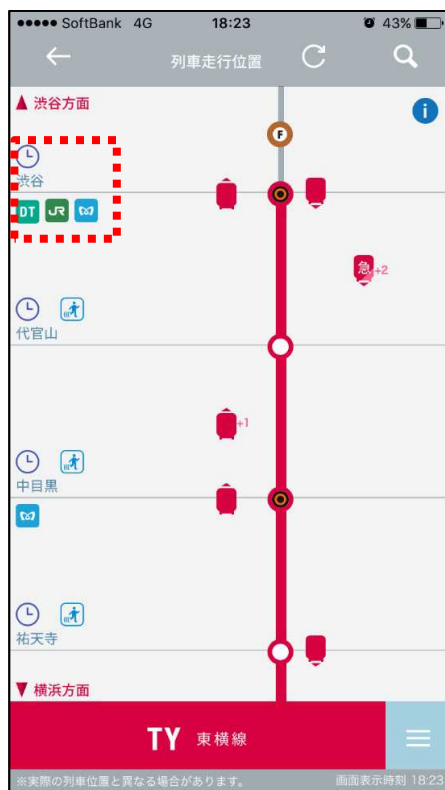 SoftBank 4G 18:23 43%
列車走行位置
渋谷方面
i
F
渋谷
DT JR
急 +2
代官山
+1
中目黒
祐天寺
横浜方面
TY 東横線
※実際の列車位置と異なる場合があります。 画面表示時刻 18:23